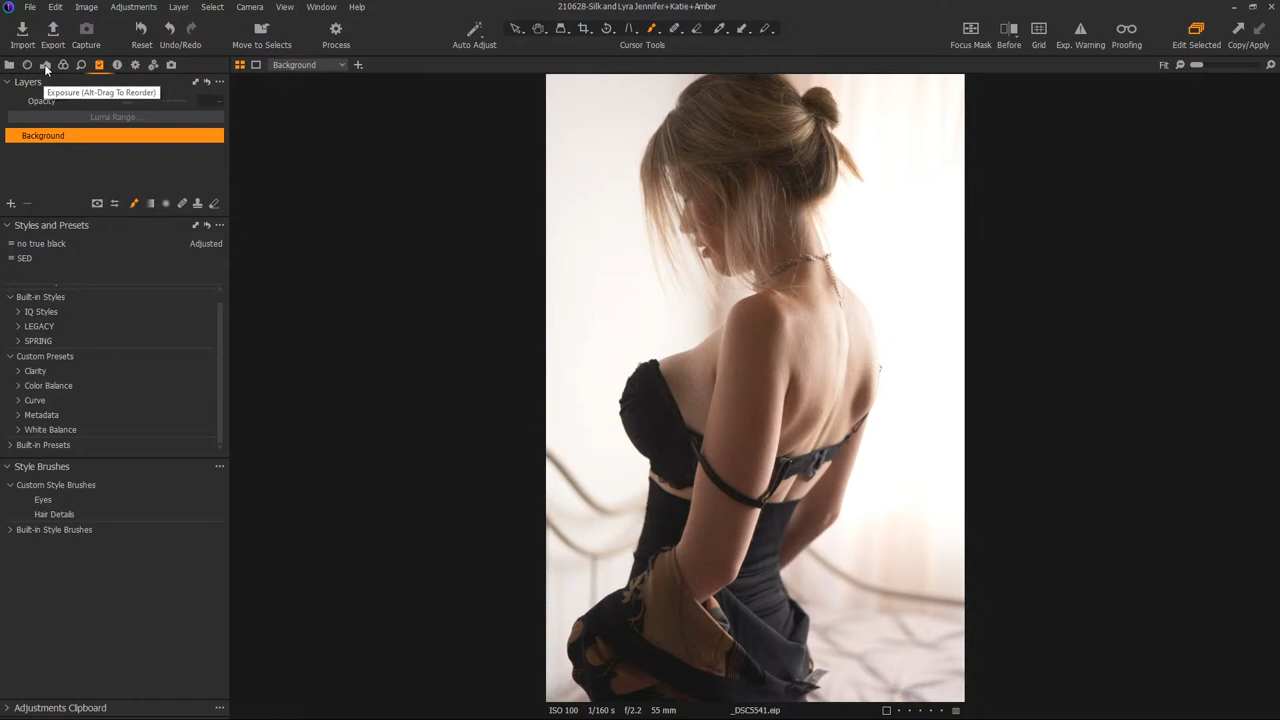 210628-Silk and Lyra Jennifer+Katie+Amber
File Edit Image Adjustments Layer Select Camera View Window Help
Import Export Capture Reset Undo/Redo Move to Selects Process Auto Adjust Cursor Tools Focus Mask Before Grid Exp. Warning Proofing Edit Selected Copy/Apply
Background
Fit
Layers
Exposure (Alt-Drag To Reorder)
Opacity
Luma Range...
Background
Styles and Presets
no true black Adjusted
SED
Built-in Styles
IQ Styles
LEGACY
SPRING
Custom Presets
Clarity
Color Balance
Curve
Metadata
White Balance
Built-in Presets
Style Brushes
Custom Style Brushes
Eyes
Hair Details
Built-in Style Brushes
Adjustments Clipboard
ISO 100 1/160 s f/2.2 55 mm _DSC5541.eip